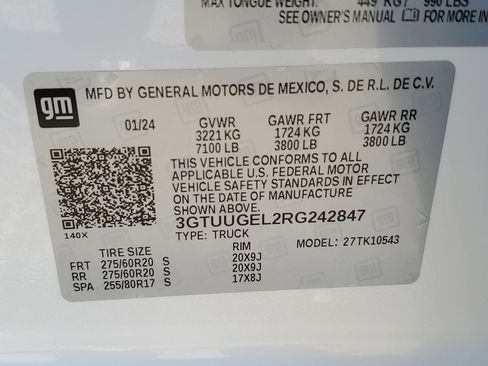 MAX TONGUE WEIGHT: 449 KG / 990 LBS
SEE OWNER'S MANUAL FOR MORE IN
gm
MFD BY GENERAL MOTORS DE MEXICO, S. DE R.L. DE C.V.
01/24 GVWR GAWR FRT GAWR RR
3221 KG 1724 KG 1724 KG
7100 LB 3800 LB 3800 LB
THIS VEHICLE CONFORMS TO ALL
APPLICABLE U.S. FEDERAL MOTOR
VEHICLE SAFETY STANDARDS IN EFFECT
ON THE DATE OF MANUFACTURE
SHOWN ABOVE.
3GTUUGEL2RG242847
140X TYPE: TRUCK MODEL: 27TK10543
TIRE SIZE RIM
FRT 275/60R20 S 20X9J
RR 275/60R20 S 20X9J
SPA 255/80R17 S 17X8J